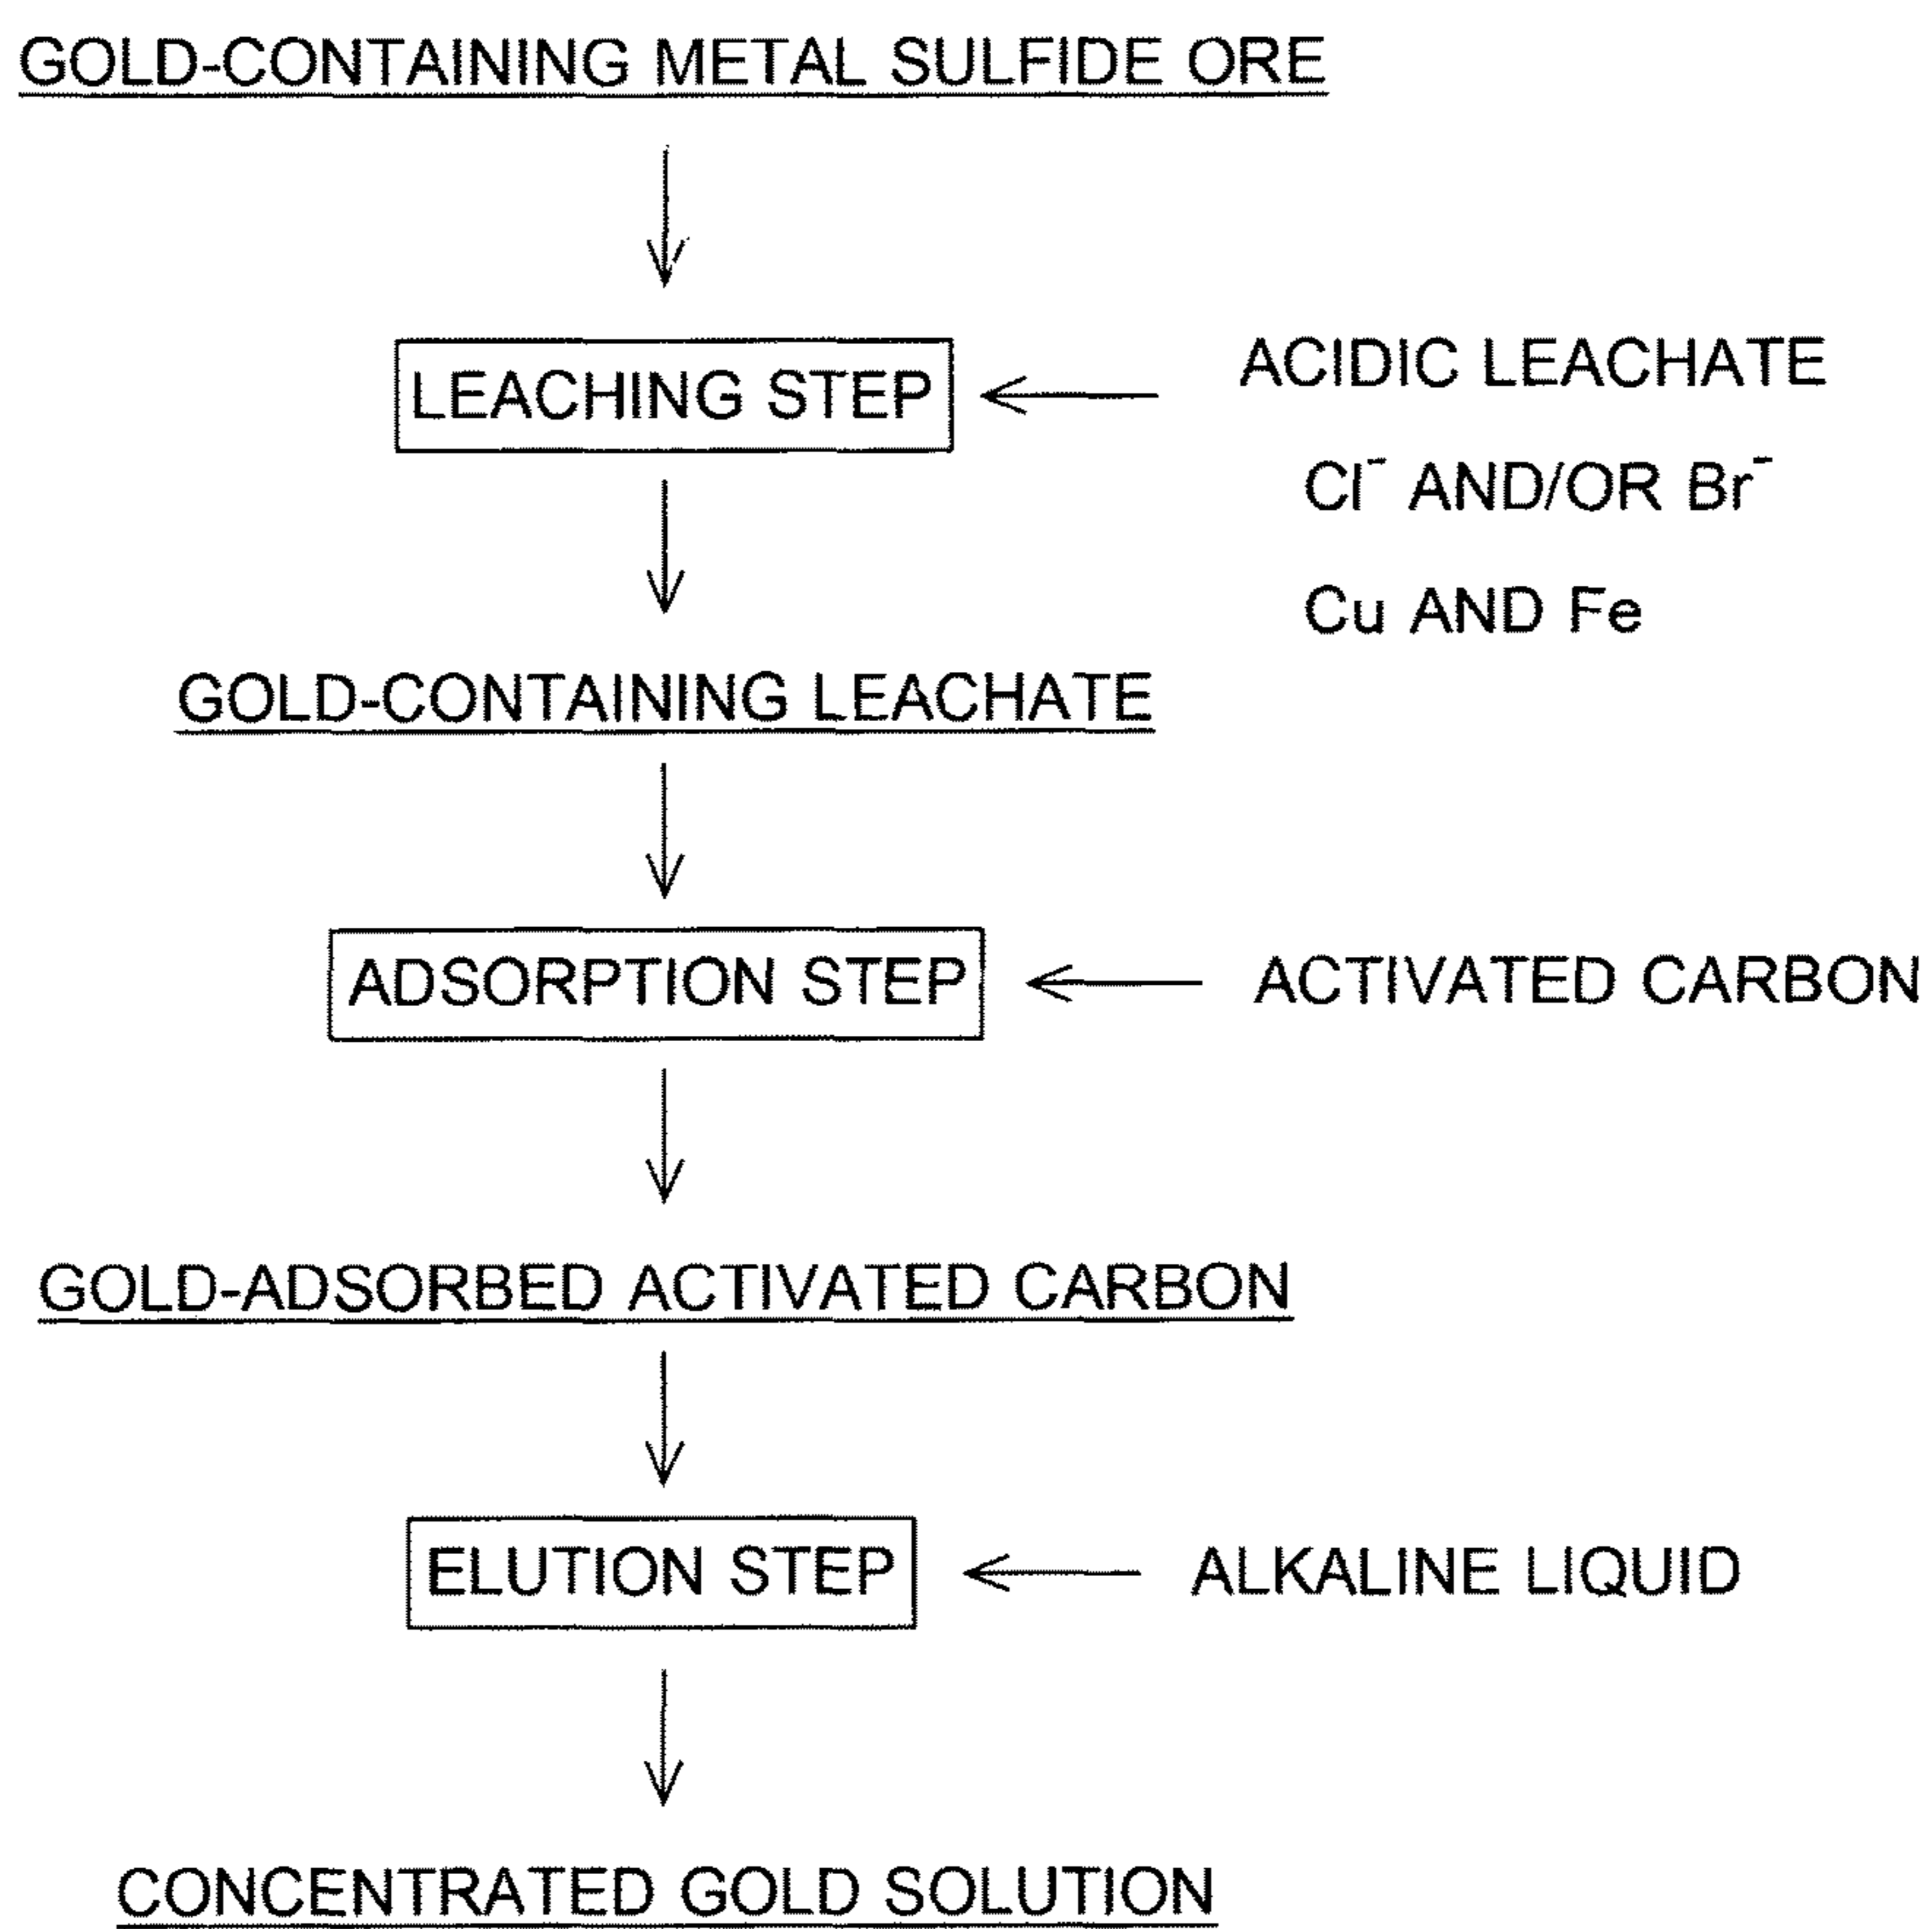 GOLD-CONTAINING METAL SULFIDE ORE
LEACHING STEP
ACIDIC LEACHATE
Cl⁻ AND/OR Br⁻
Cu AND Fe
GOLD-CONTAINING LEACHATE
ADSORPTION STEP
ACTIVATED CARBON
GOLD-ADSORBED ACTIVATED CARBON
ELUTION STEP
ALKALINE LIQUID
CONCENTRATED GOLD SOLUTION